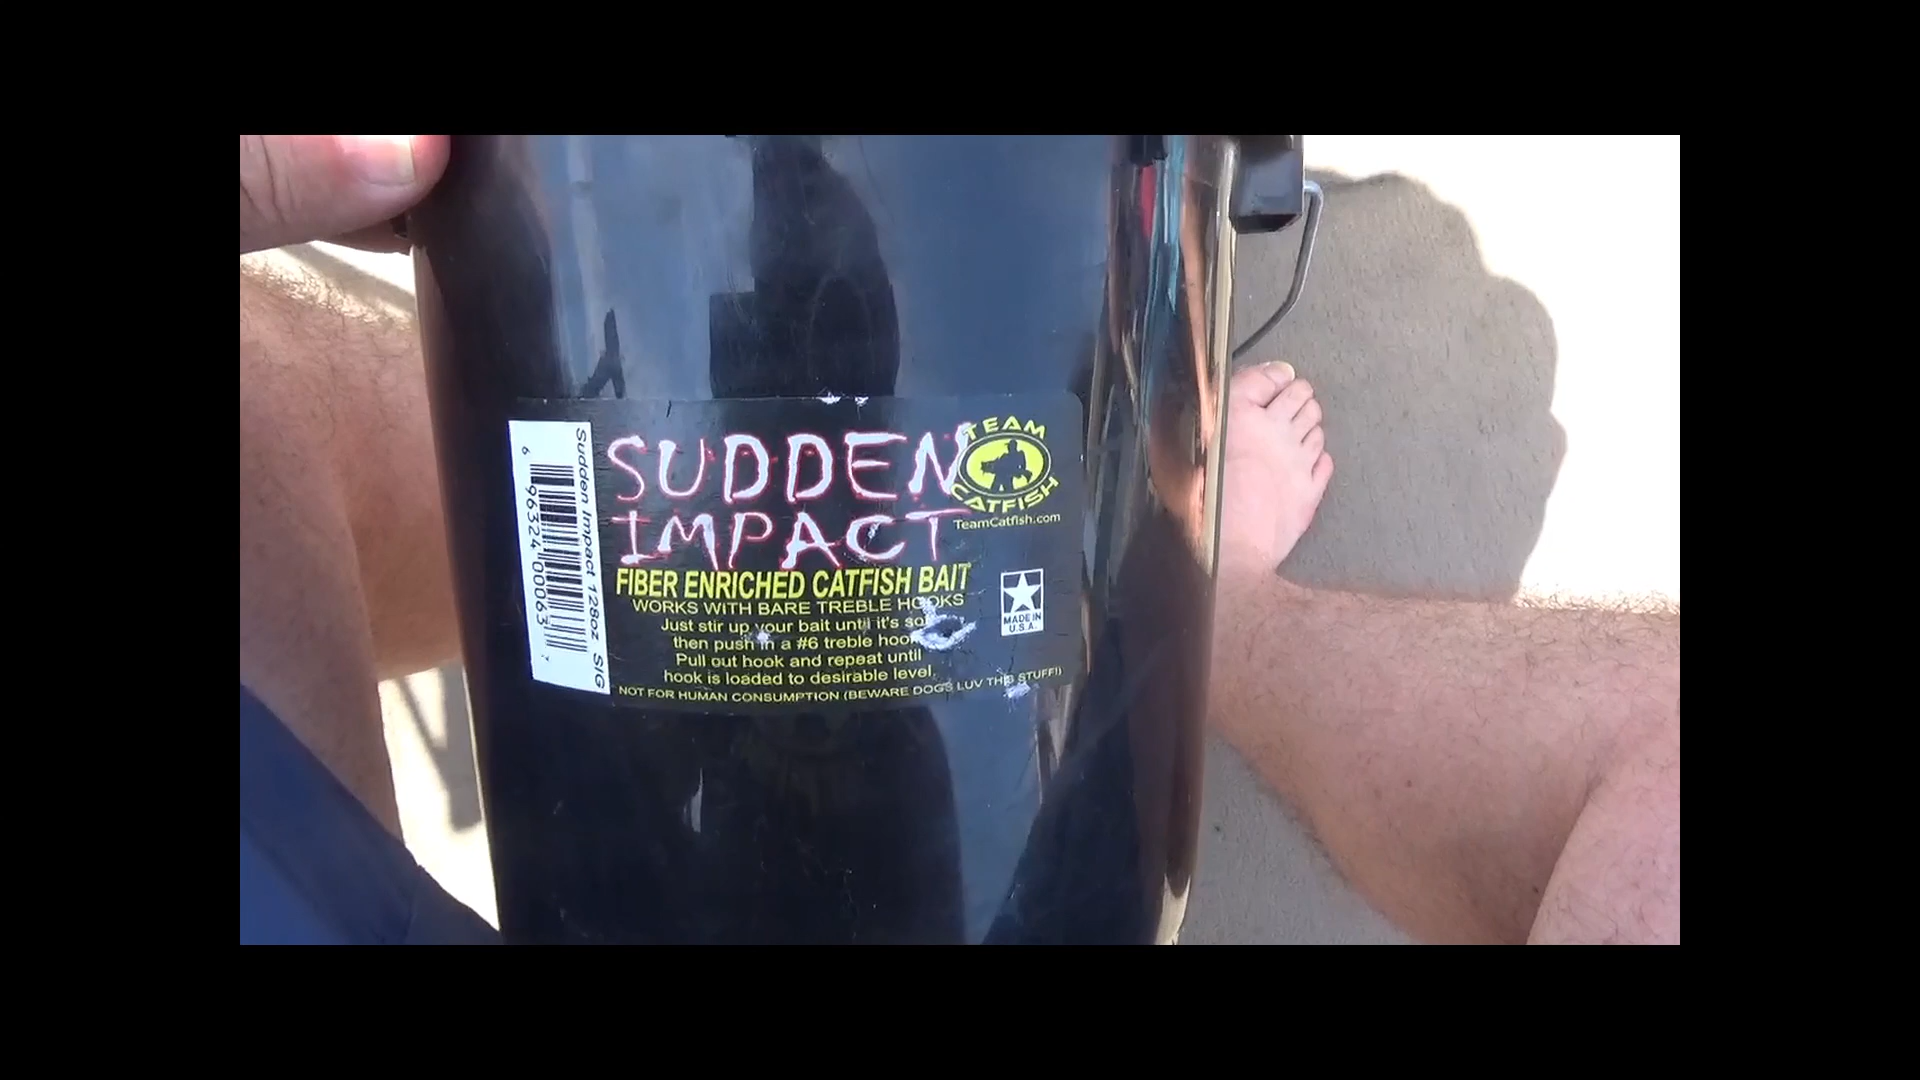 SUDDEN
IMPACT
TEAM
CATFISH
TeamCatfish.com
FIBER ENRICHED CATFISH BAIT
WORKS WITH BARE TREBLE HOOKS
Just stir up your bait until it's
then push in a #6 treble hook
Pull out hook and repeat until
hook is loaded to desirable level.
NOT FOR HUMAN CONSUMPTION (BEWARE DOGS LUV THIS STUFF!)
MADE IN
U.S.A.
Sudden Impact 128oz SIG
6 96324 00063 7